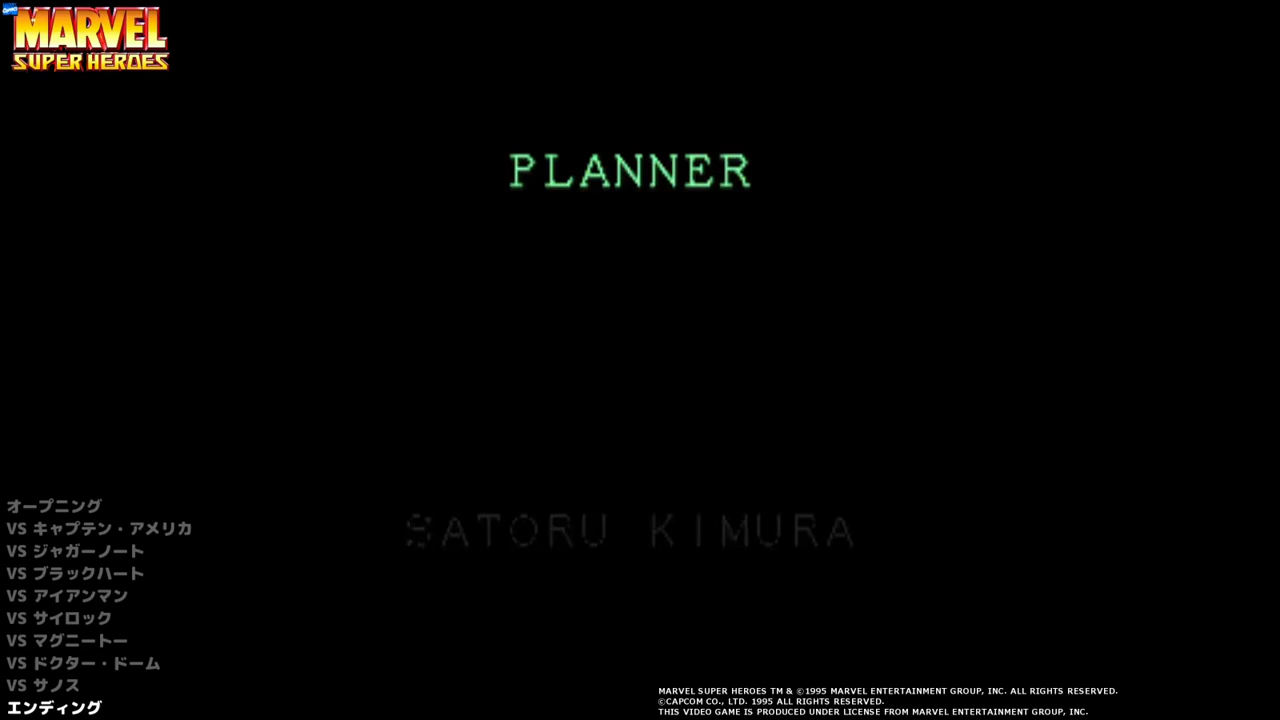 MARVEL
SUPER HEROES
PLANNER
SATORU KIMURA
オープニング
VS キャプテン・アメリカ
VS ジャガーノート
VS ブラックハート
VS アイアンマン
VS サイロック
VS マグニートー
VS ドクター・ドーム
VS サノス
エンディング
MARVEL SUPER HEROES TM & ©1995 MARVEL ENTERTAINMENT GROUP, INC. ALL RIGHTS RESERVED.
©CAPCOM CO., LTD. 1995 ALL RIGHTS RESERVED.
THIS VIDEO GAME IS PRODUCED UNDER LICENSE FROM MARVEL ENTERTAINMENT GROUP, INC.